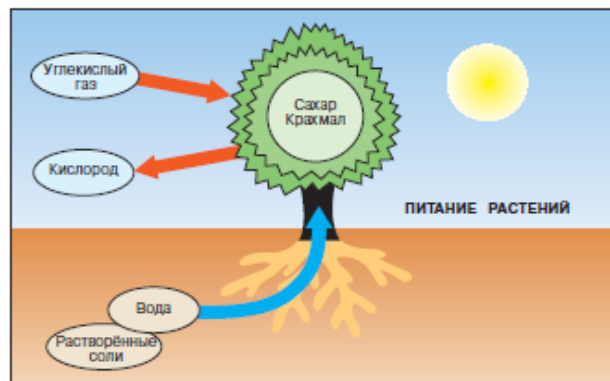 Углекислый
газ
Сахар
Крахмал
Кислород
ПИТАНИЕ РАСТЕНИЙ
Вода
Растворённые
соли